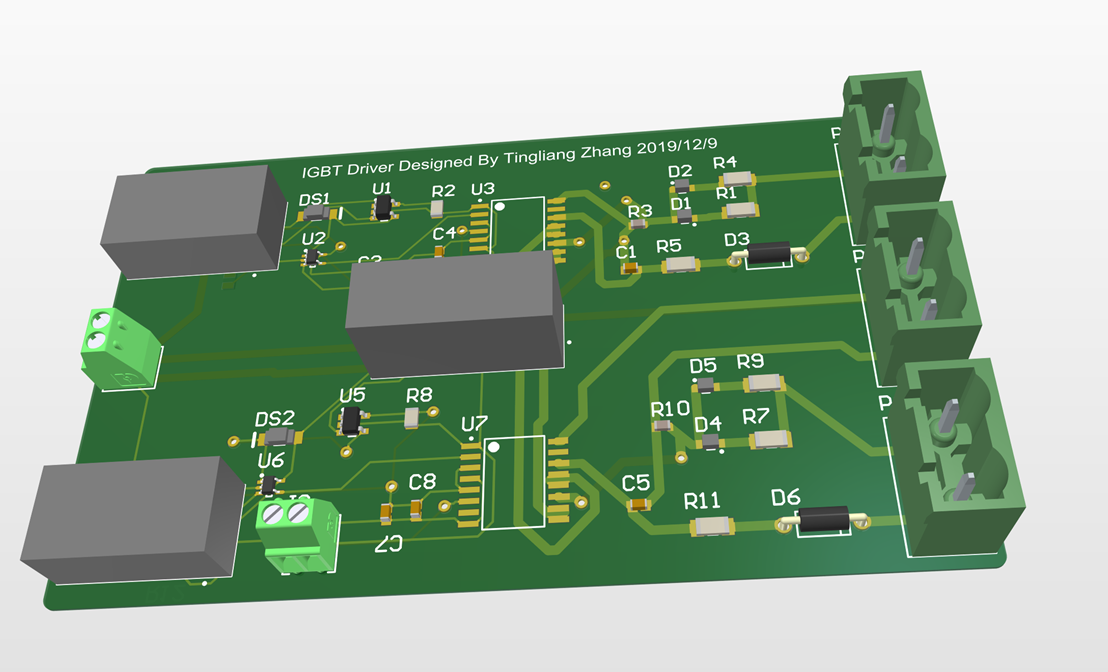 IGBT Driver Designed By Tingliang Zhang 2019/12/9
DS1
U1
R2
U3
D2
R4
R3
D1
R1
U2
C4
C1
R5
D3
D5
R9
DS2
U5
R8
U7
R10
D4
R7
U6
C8
C5
R11
D6
C7